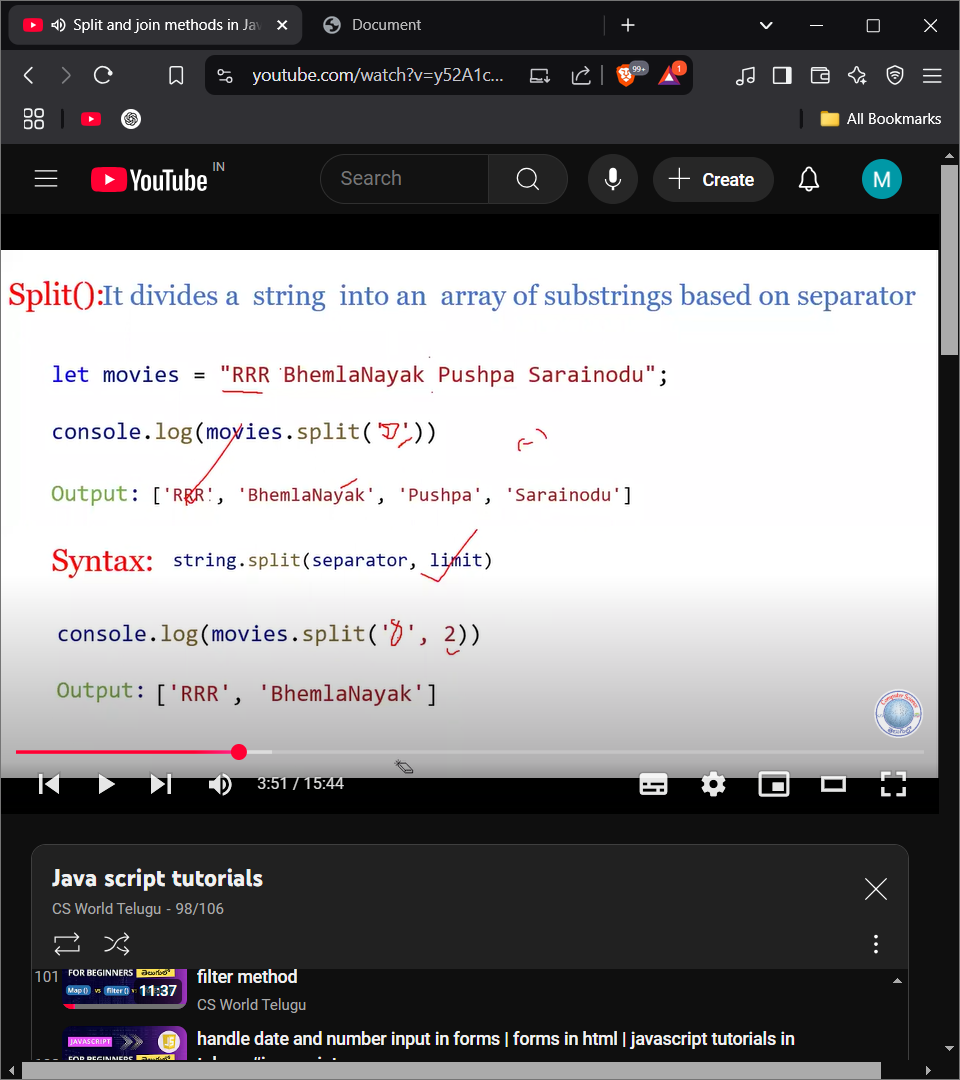 Split and join methods in Jav
Document
youtube.com/watch?v=y52A1c...
99+
1
All Bookmarks
YouTube IN
Search
Create
M
Split():It divides a string into an array of substrings based on separator
let movies = "RRR BhemlaNayak Pushpa Sarainodu";
console.log(movies.split(' '))
Output: ['RRR', 'BhemlaNayak', 'Pushpa', 'Sarainodu']
Syntax: string.split(separator, limit)
console.log(movies.split(' ', 2))
Output: ['RRR', 'BhemlaNayak']
3:51 / 15:44
Java script tutorials
CS World Telugu - 98/106
101
FOR BEGINNERS తెలుగులో
Map() vs filter() vs
11:37
filter method
CS World Telugu
JAVASCRIPT
JS
handle date and number input in forms | forms in html | javascript tutorials in